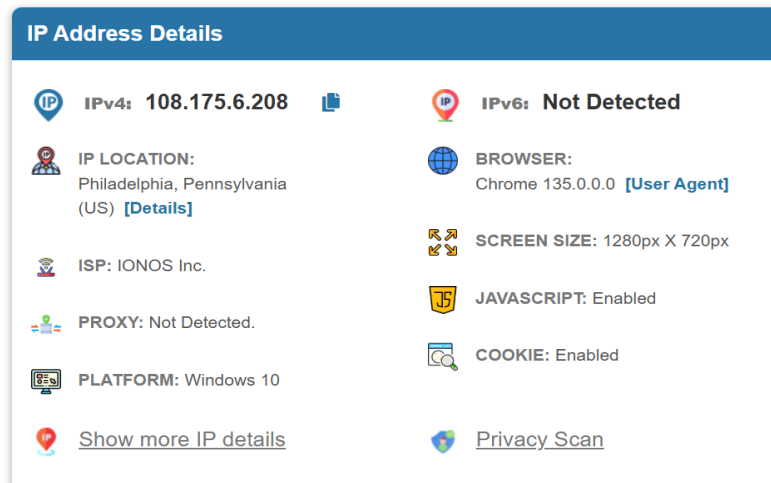 IP Address Details
IPv4: 108.175.6.208
IPv6: Not Detected
IP LOCATION:
Philadelphia, Pennsylvania
(US) [Details]
BROWSER:
Chrome 135.0.0.0 [User Agent]
SCREEN SIZE: 1280px X 720px
ISP: IONOS Inc.
JAVASCRIPT: Enabled
PROXY: Not Detected.
COOKIE: Enabled
PLATFORM: Windows 10
Show more IP details
Privacy Scan